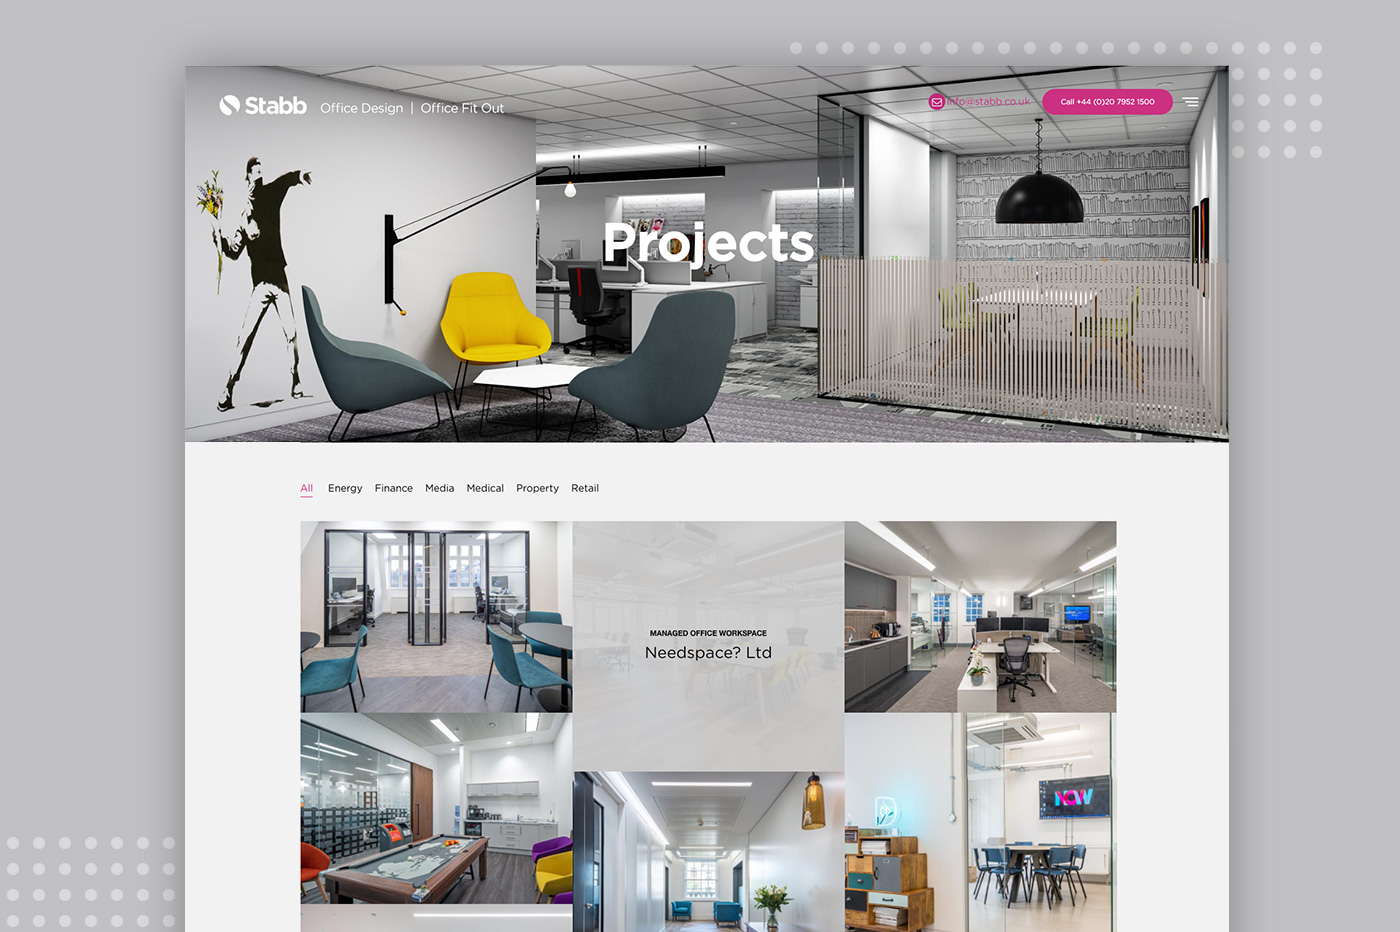 Stabb Office Design | Office Fit Out
info@stabb.co.uk
Call +44 (0)20 7952 1500
Projects
All Energy Finance Media Medical Property Retail
MANAGED OFFICE WORKSPACE
Needspace? Ltd
NOW